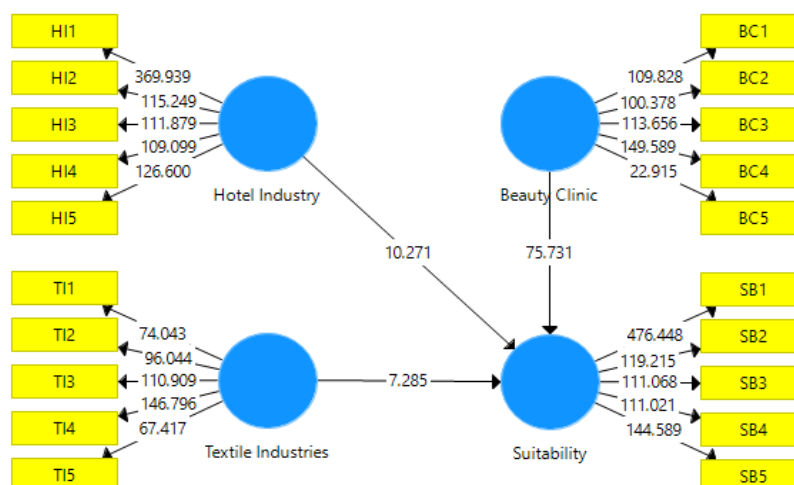 HI1
HI2
HI3
HI4
HI5
369.939
115.249
111.879
109.099
126.600
Hotel Industry
BC1
BC2
BC3
BC4
BC5
109.828
100.378
113.656
149.589
22.915
Beauty Clinic
10.271
75.731
TI1
TI2
TI3
TI4
TI5
74.043
96.044
110.909
146.796
67.417
Textile Industries
7.285
SB1
SB2
SB3
SB4
SB5
476.448
119.215
111.068
111.021
144.589
Suitability